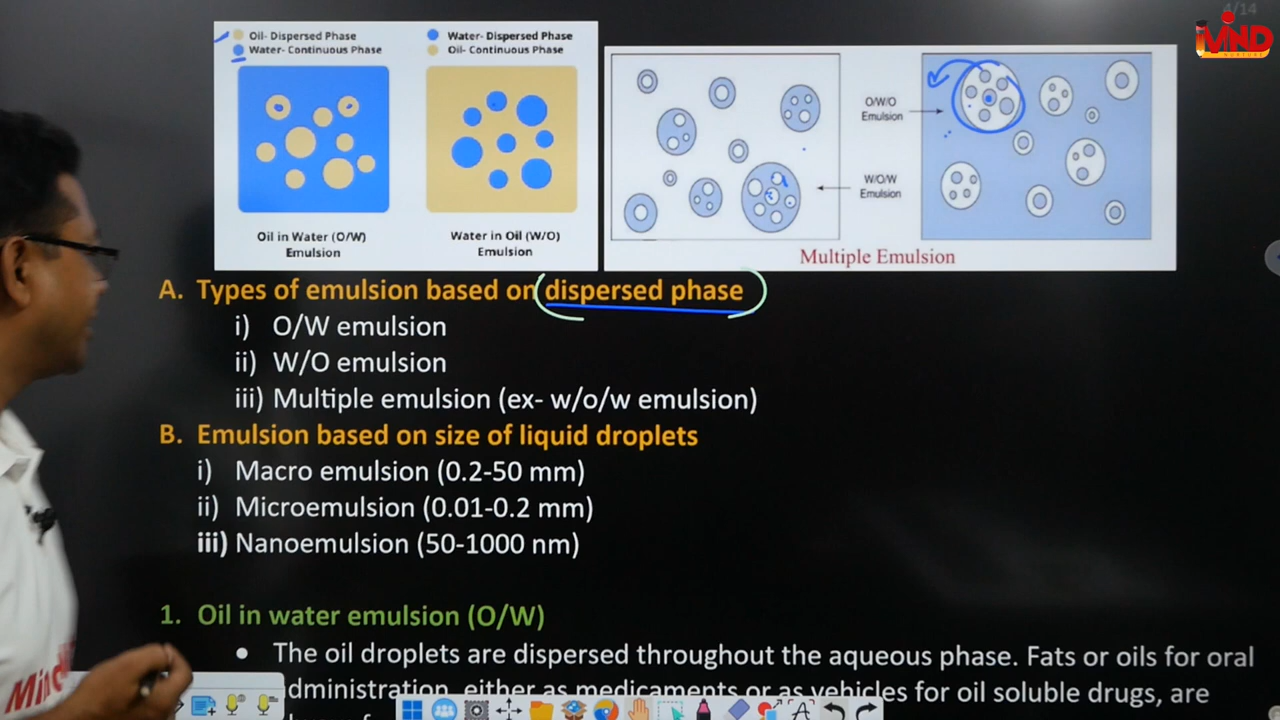 4/14
MIND
Oil- Dispersed Phase
Water- Continuous Phase
Water- Dispersed Phase
Oil- Continuous Phase
Oil in Water (O/W)
Emulsion
Water in Oil (W/O)
Emulsion
O/W/O
Emulsion
W/O/W
Emulsion
Multiple Emulsion
A. Types of emulsion based on dispersed phase
i) O/W emulsion
ii) W/O emulsion
iii) Multiple emulsion (ex- w/o/w emulsion)
B. Emulsion based on size of liquid droplets
i) Macro emulsion (0.2-50 mm)
ii) Microemulsion (0.01-0.2 mm)
iii) Nanoemulsion (50-1000 nm)
1. Oil in water emulsion (O/W)
• The oil droplets are dispersed throughout the aqueous phase. Fats or oils for oral
dministration, either as medicaments or as vehicles for oil soluble drugs, are